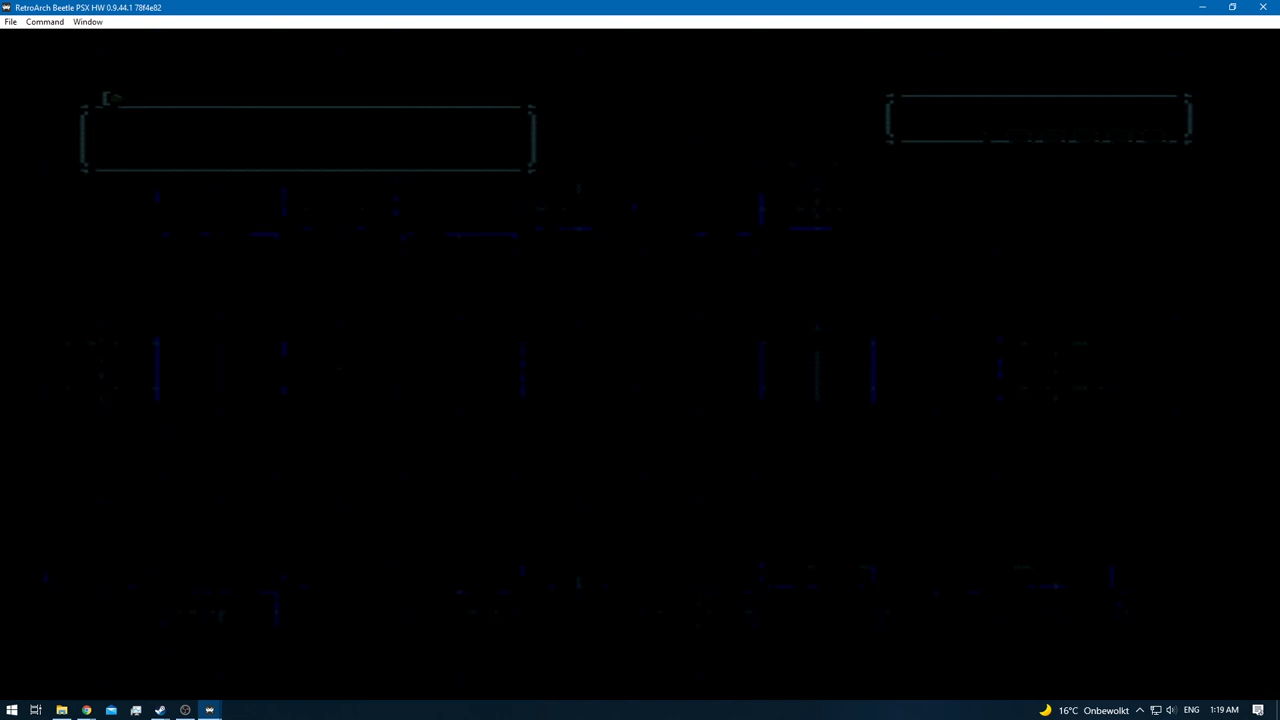 RetroArch Beetle PSX HW 0.9.44.1 78f4e82
File Command Window
16°C Onbewolkt ENG 1:19 AM